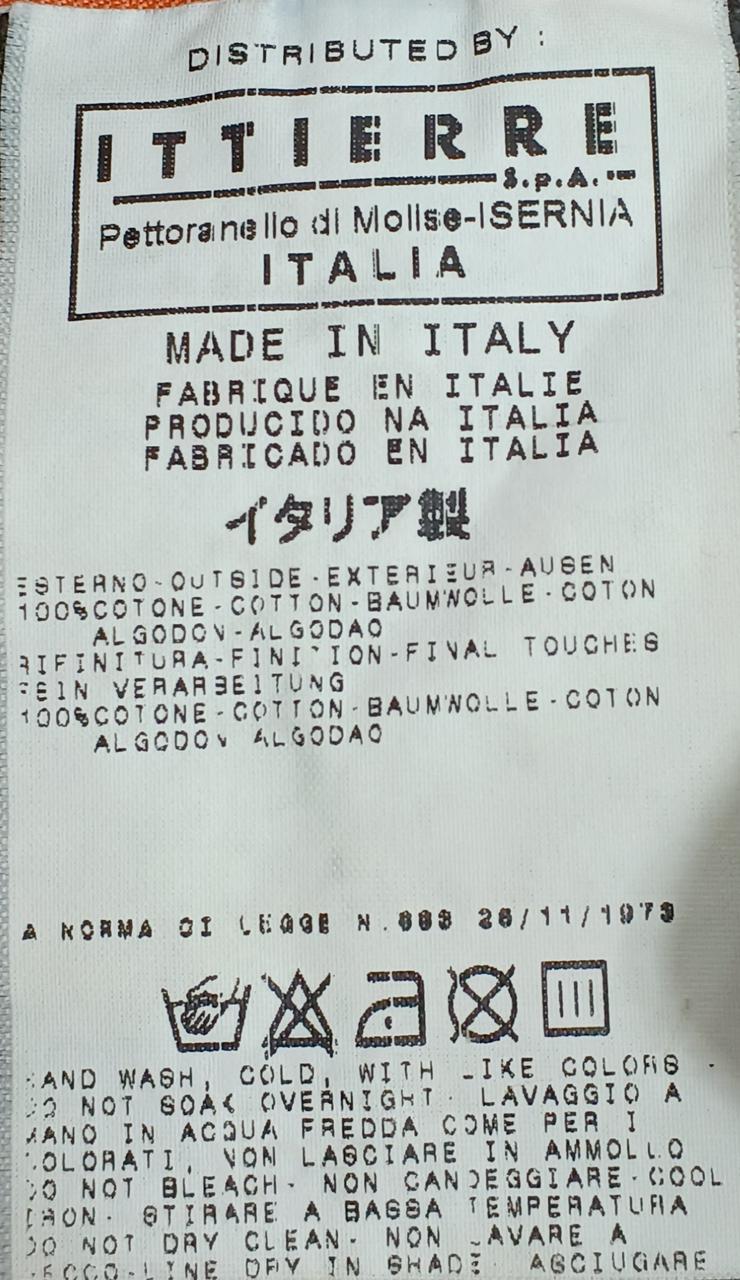 DISTRIBUTED BY :
ITTIERRE
S.p.A.
Pettoranello di Molise-ISERNIA
ITALIA
MADE IN ITALY
FABRIQUE EN ITALIE
PRODUCIDO NA ITALIA
FABRICADO EN ITALIA
イタリア製
ESTERNO-OUTSIDE-EXTERIEUR-AUSEN
100%COTONE-COTTON-BAUMWOLLE-COTON
ALGODON-ALGODAO
RIFINITURA-FINITION-FINAL TOUCHES
FEIN VERARBEITUNG
100%COTONE-COTTON-BAUMWOLLE-COTON
ALGODON ALGODAO
A NORMA DI LEGGE N.883 26/11/1973
HAND WASH, COLD, WITH LIKE COLORS -
DO NOT SOAK OVERNIGHT- LAVAGGIO A
MANO IN ACQUA FREDDA COME PER I
COLORATI, NON LASCIARE IN AMMOLLO
DO NOT BLEACH- NON CANDEGGIARE-COOL
IRON- STIRARE A BASSA TEMPERATURA
DO NOT DRY CLEAN- NON LAVARE A
SECCO-LINE DRY IN SHADE- ASCIUGARE